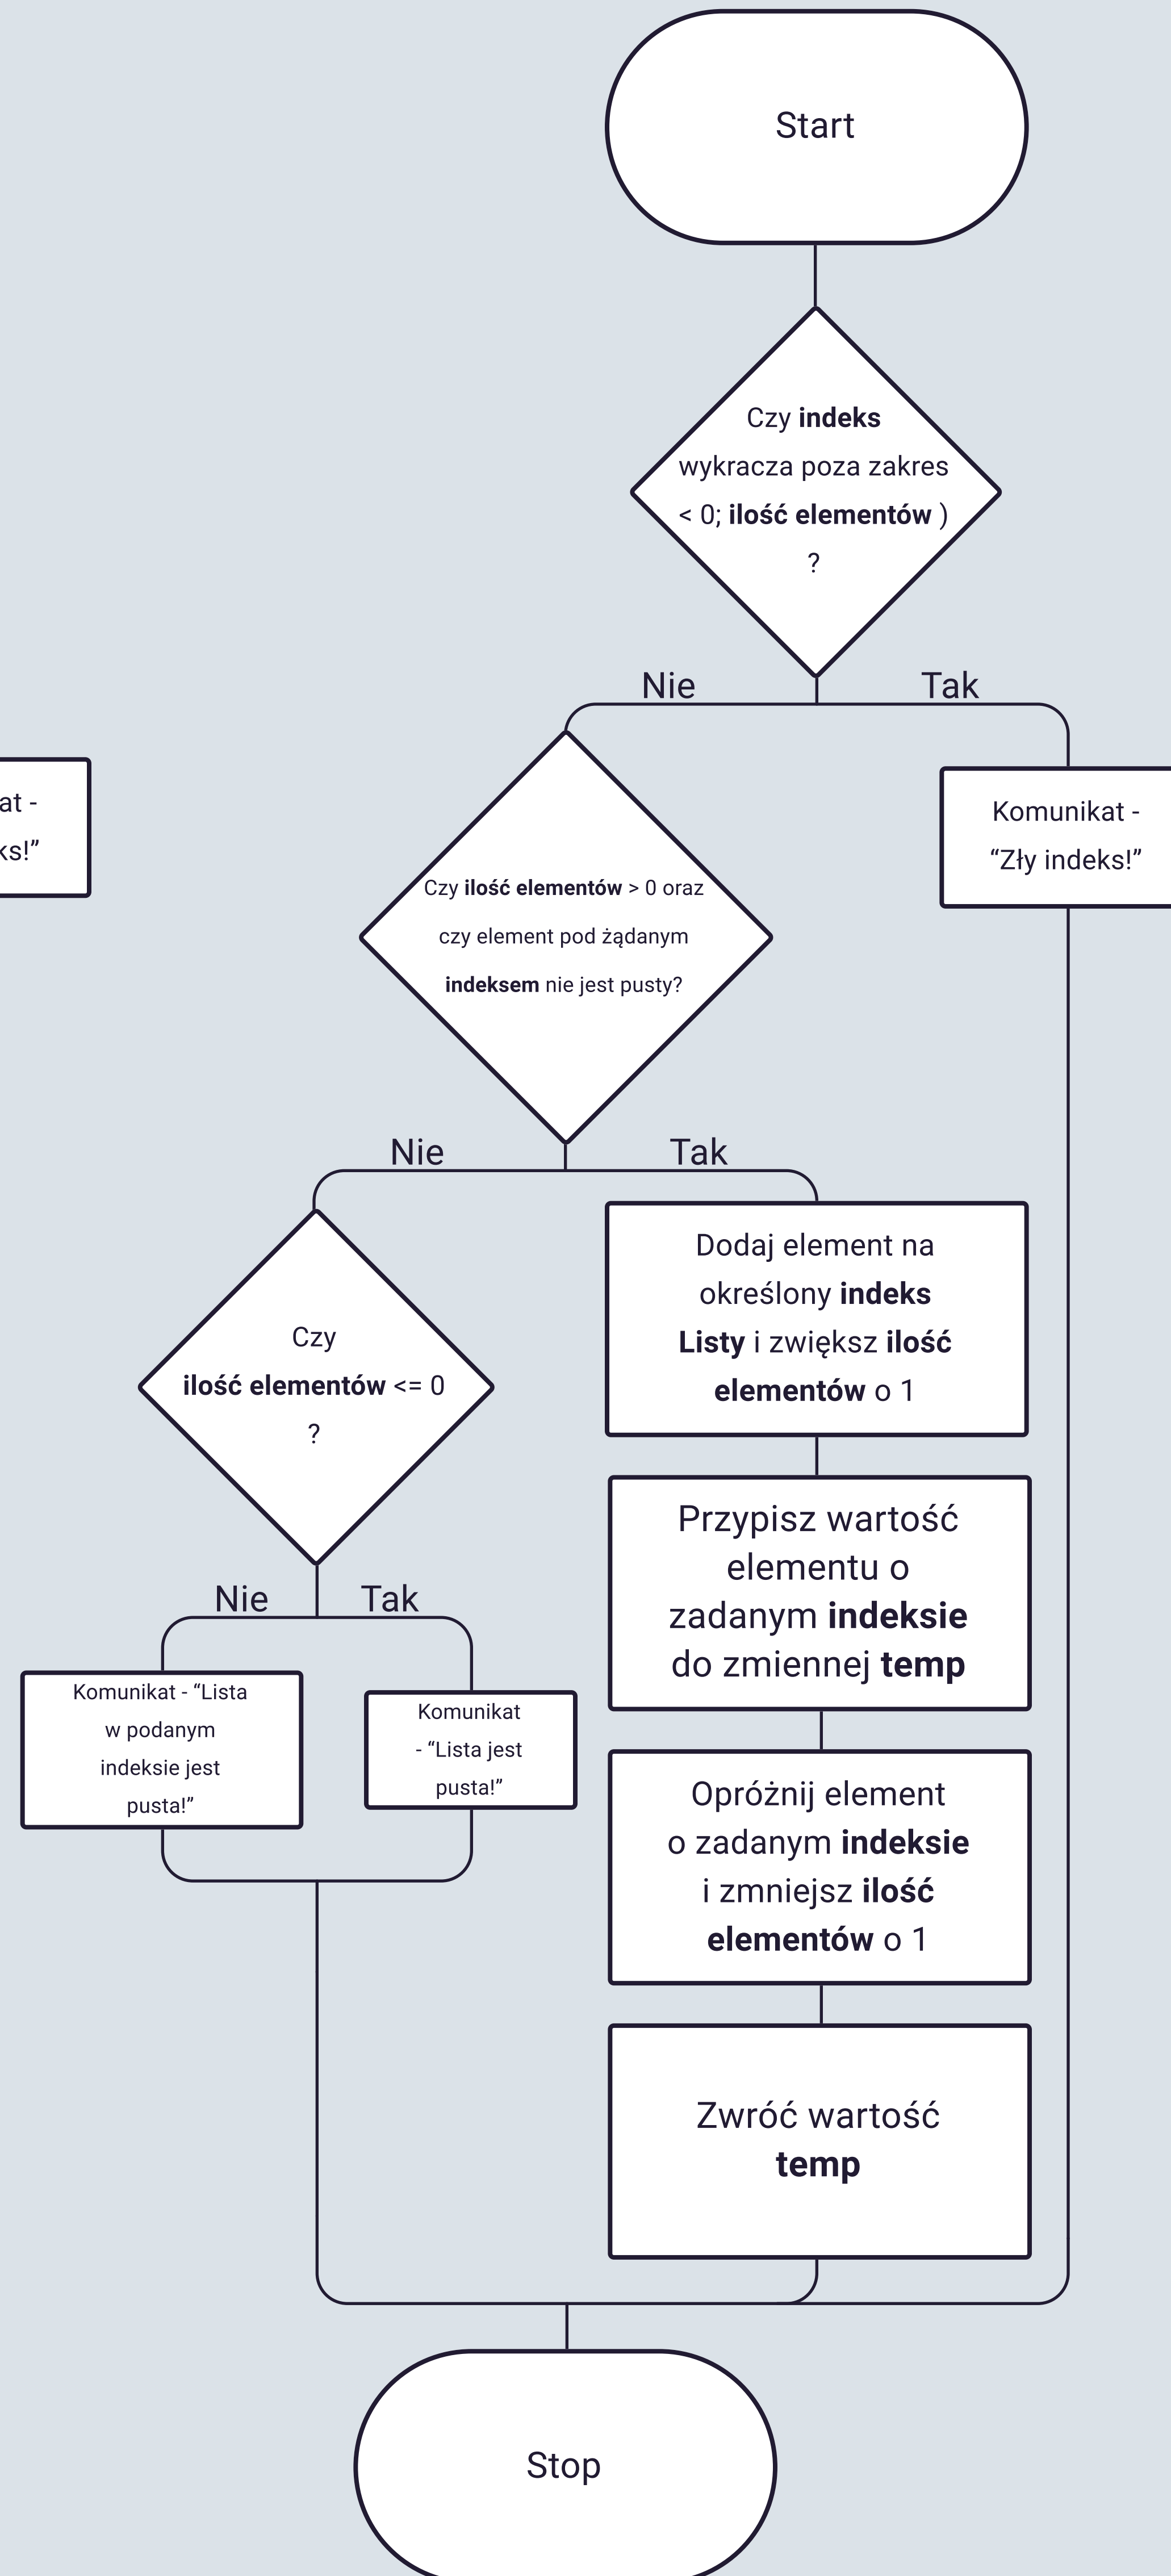 Start
Czy indeks
wykracza poza zakres
< 0; ilość elementów )
?
Nie
Tak
at -
ks!”
Komunikat -
“Zły indeks!”
Czy ilość elementów > 0 oraz
czy element pod żądanym
indeksem nie jest pusty?
Nie
Tak
Dodaj element na
określony indeks
Listy i zwiększ ilość
elementów o 1
Czy
ilość elementów <= 0
?
Przypisz wartość
elementu o
zadanym indeksie
do zmiennej temp
Nie
Tak
Komunikat - “Lista
w podanym
indeksie jest
pusta!”
Komunikat
- “Lista jest
pusta!”
Opróżnij element
o zadanym indeksie
i zmniejsz ilość
elementów o 1
Zwróć wartość
temp
Stop